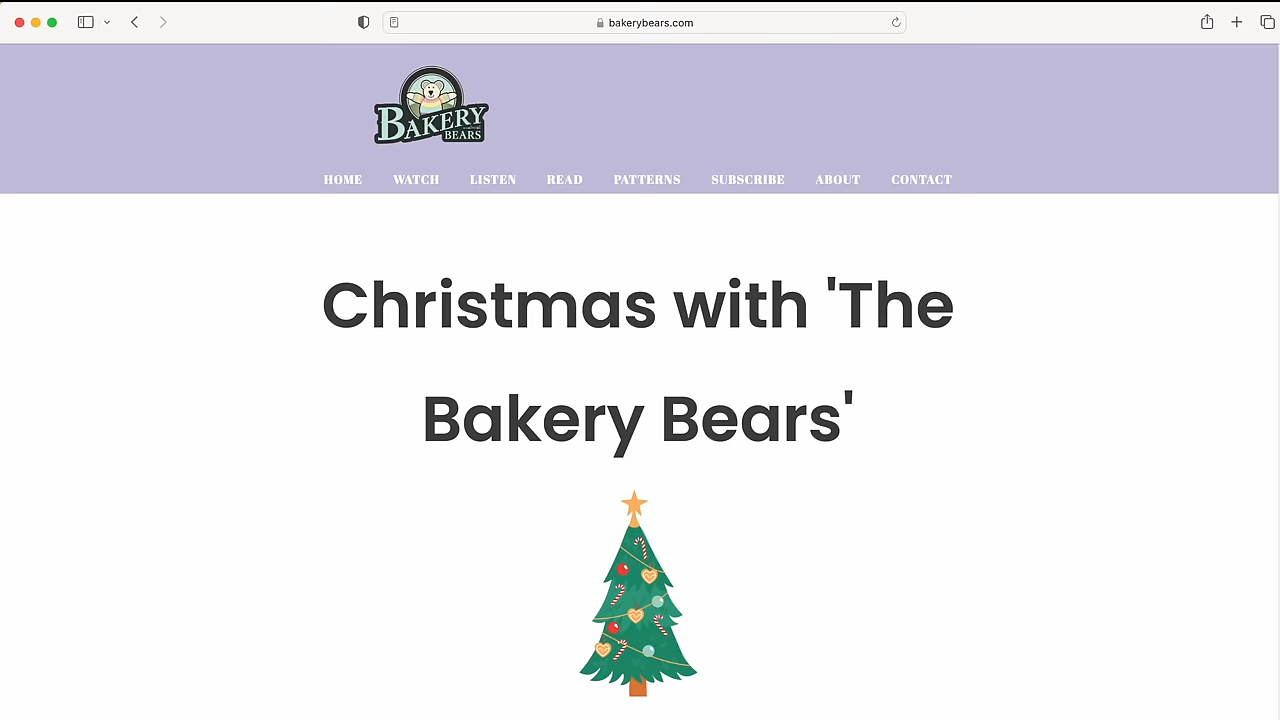 bakerybears.com
BAKERY
BEARS
HOME WATCH LISTEN READ PATTERNS SUBSCRIBE ABOUT CONTACT
Christmas with 'The
Bakery Bears'